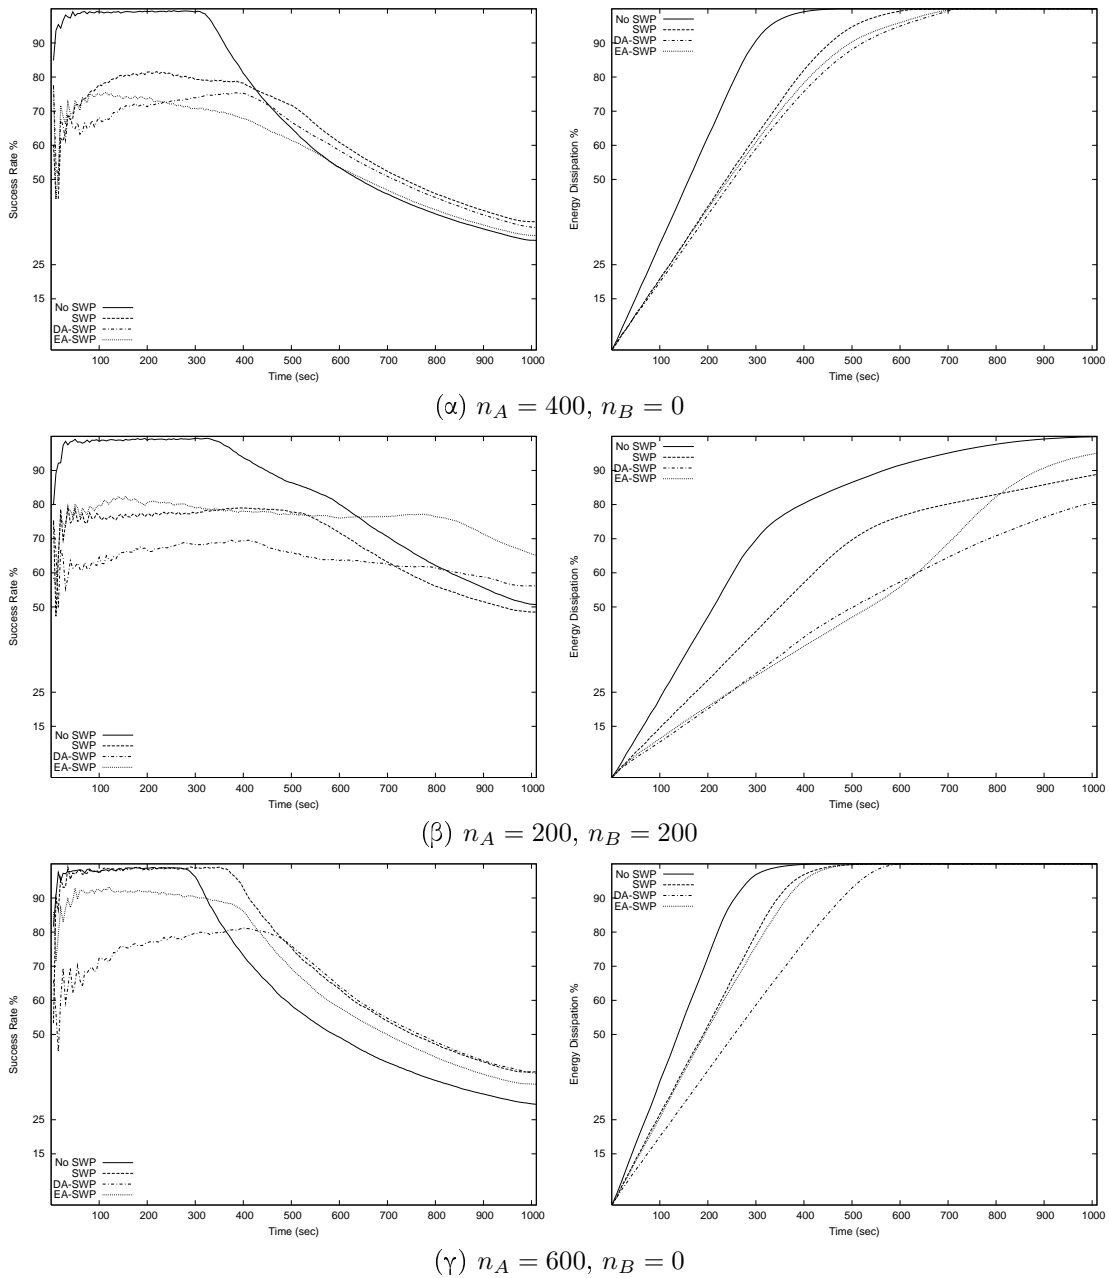 Success Rate %
90
80
70
60
50
25
15
No SWP
SWP
DA-SWP
EA-SWP
100 200 300 400 500 600 700 800 900 1000
Time (sec)
Energy Dissipation %
No SWP
SWP
DA-SWP
EA-SWP
90
80
70
60
50
25
15
100 200 300 400 500 600 700 800 900 1000
Time (sec)
(α) n_A = 400, n_B = 0
Success Rate %
90
80
70
60
50
25
15
No SWP
SWP
DA-SWP
EA-SWP
100 200 300 400 500 600 700 800 900 1000
Time (sec)
Energy Dissipation %
No SWP
SWP
DA-SWP
EA-SWP
90
80
70
60
50
25
15
100 200 300 400 500 600 700 800 900 1000
Time (sec)
(β) n_A = 200, n_B = 200
Success Rate %
90
80
70
60
50
25
15
No SWP
SWP
DA-SWP
EA-SWP
100 200 300 400 500 600 700 800 900 1000
Time (sec)
Energy Dissipation %
No SWP
SWP
DA-SWP
EA-SWP
90
80
70
60
50
25
15
100 200 300 400 500 600 700 800 900 1000
Time (sec)
(γ) n_A = 600, n_B = 0